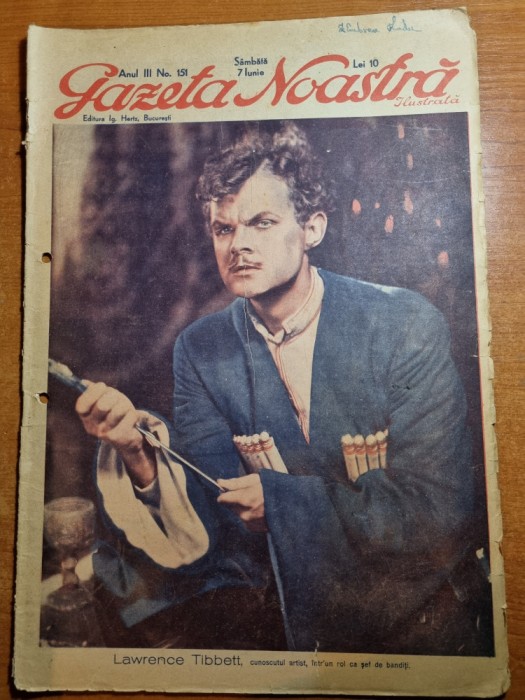 Anul III No. 151
Sâmbătă
7 Iunie
Lei 10
Gazeta Noastră
Ilustrată
Editura Ig. Hertz, București
Lawrence Tibbett, cunoscutul artist, într'un rol ca șef de bandiți.